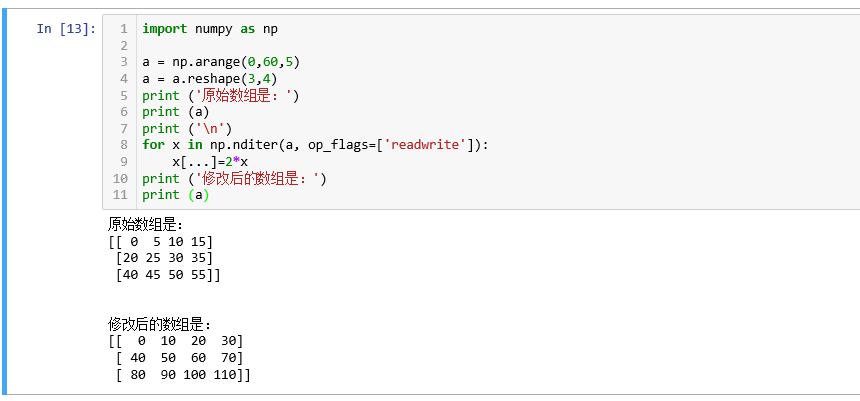 In [13]:
1 import numpy as np
2
3 a = np.arange(0,60,5)
4 a = a.reshape(3,4)
5 print ('原始数组是：')
6 print (a)
7 print ('\n')
8 for x in np.nditer(a, op_flags=['readwrite']):
9     x[...]=2*x
10 print ('修改后的数组是：')
11 print (a)
原始数组是：
[[ 0  5 10 15]
 [20 25 30 35]
 [40 45 50 55]]
修改后的数组是：
[[  0  10  20  30]
 [ 40  50  60  70]
 [ 80  90 100 110]]